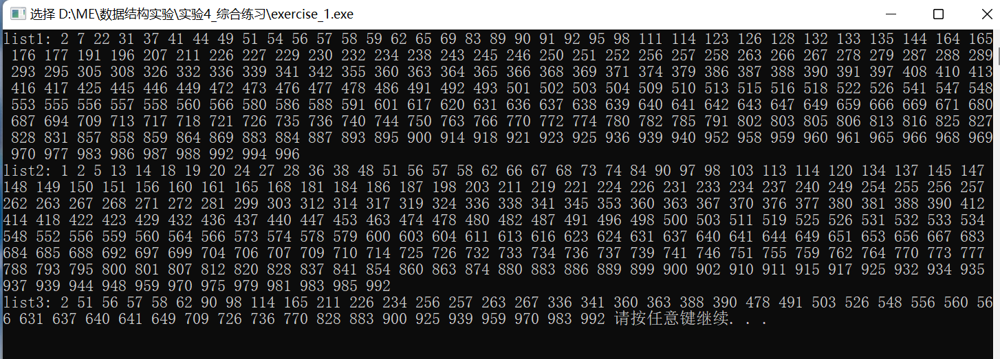 选择 D:\ME\数据结构实验\实验4_综合练习\exercise_1.exe
list1: 2 7 22 31 37 41 44 49 51 54 56 57 58 59 62 65 69 83 89 90 91 92 95 98 111 114 123 126 128 132 133 135 144 164 165
176 177 191 196 207 211 226 227 229 230 232 234 238 243 245 246 250 251 252 256 257 258 263 266 267 278 279 287 288 289
293 295 305 308 326 332 336 339 341 342 355 360 363 364 365 366 368 369 371 374 379 386 387 388 390 391 397 408 410 413
416 417 425 445 446 449 472 473 476 477 478 486 491 492 493 501 502 503 504 509 510 513 515 516 518 522 526 541 547 548
553 555 556 557 558 560 566 580 586 588 591 601 617 620 631 636 637 638 639 640 641 642 643 647 649 659 666 669 671 680
687 694 709 713 717 718 721 726 735 736 740 744 750 763 766 770 772 774 780 782 785 791 802 803 805 806 813 816 825 827
828 831 857 858 859 864 869 883 884 887 893 895 900 914 918 921 923 925 936 939 940 952 958 959 960 961 965 966 968 969
970 977 983 986 987 988 992 994 996
list2: 1 2 5 13 14 18 19 20 24 27 28 36 38 48 51 56 57 58 62 66 67 68 73 74 84 90 97 98 103 113 114 120 134 137 145 147
148 149 150 151 156 160 161 165 168 181 184 186 187 198 203 211 219 221 224 226 231 233 234 237 240 249 254 255 256 257
262 263 267 268 271 272 281 299 303 312 314 317 319 324 336 338 341 345 353 360 363 367 370 376 377 380 381 388 390 412
414 418 422 423 429 432 436 437 440 447 453 463 474 478 480 482 487 491 496 498 500 503 511 519 525 526 531 532 533 534
548 552 556 559 560 564 566 573 574 578 579 600 603 604 611 613 616 623 624 631 637 640 641 644 649 651 653 656 667 683
684 685 688 692 697 699 704 706 707 709 710 714 725 726 732 733 734 736 737 739 741 746 751 755 759 762 764 770 773 777
788 793 795 800 801 807 812 820 828 837 841 854 860 863 874 880 883 886 889 899 900 902 910 911 915 917 925 932 934 935
937 939 944 948 959 970 975 979 981 983 985 992
list3: 2 51 56 57 58 62 90 98 114 165 211 226 234 256 257 263 267 336 341 360 363 388 390 478 491 503 526 548 556 560 56
6 631 637 640 641 649 709 726 736 770 828 883 900 925 939 959 970 983 992 请按任意键继续. . .